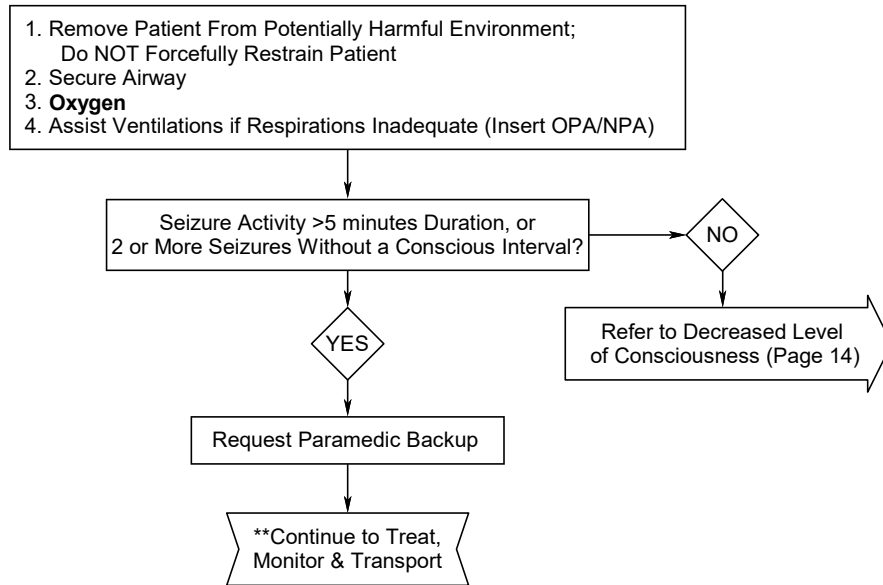 1. Remove Patient From Potentially Harmful Environment;
Do NOT Forcefully Restrain Patient
2. Secure Airway
3. Oxygen
4. Assist Ventilations if Respirations Inadequate (Insert OPA/NPA)
Seizure Activity >5 minutes Duration, or
2 or More Seizures Without a Conscious Interval?
NO
YES
Refer to Decreased Level
of Consciousness (Page 14)
Request Paramedic Backup
**Continue to Treat,
Monitor & Transport